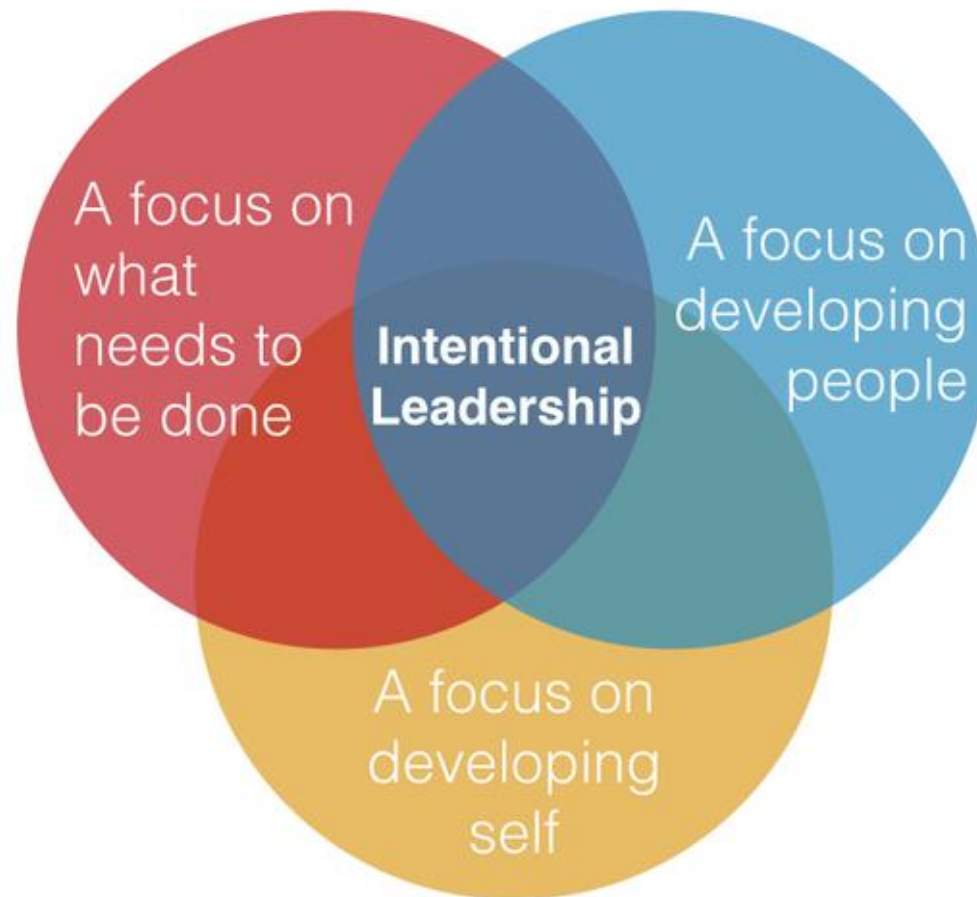 A focus on
what
needs to
be done
A focus on
developing
people
Intentional
Leadership
A focus on
developing
self